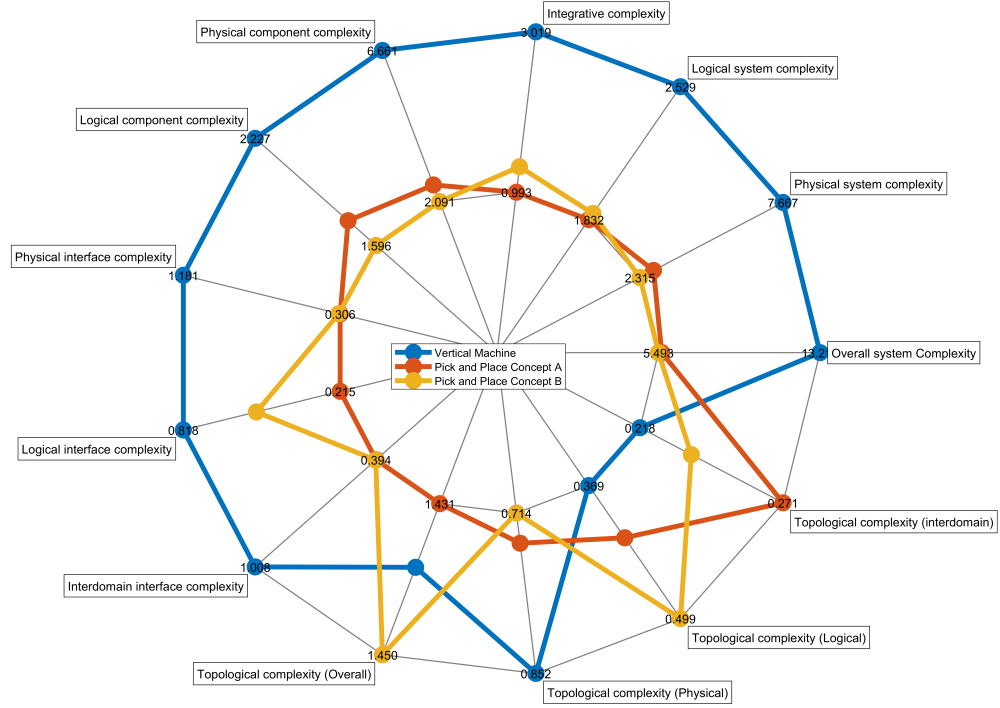 Integrative complexity
Physical component complexity
3.019
6.661
Logical system complexity
2.529
Logical component complexity
2.227
Physical system complexity
7.667
0.993
2.091
1.832
1.596
Physical interface complexity
1.181
2.315
0.306
Vertical Machine
Pick and Place Concept A
Pick and Place Concept B
5.493
13.2
Overall system Complexity
0.215
0.818
Logical interface complexity
0.218
0.394
0.369
1.431
0.714
0.271
Topological complexity (interdomain)
1.008
Interdomain interface complexity
0.499
Topological complexity (Logical)
1.450
Topological complexity (Overall)
0.852
Topological complexity (Physical)